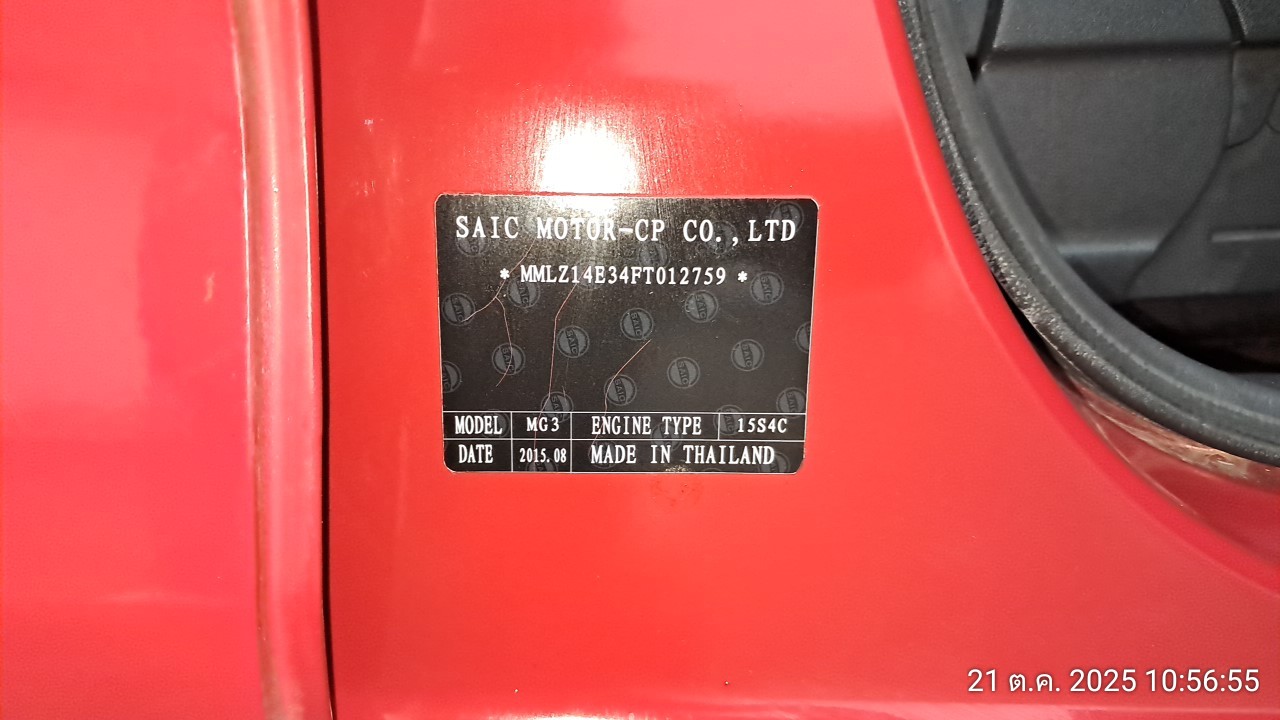 SAIC MOTOR-CP CO.,LTD
* MMLZ14E34FT012759 *
MODEL MG3 ENGINE TYPE 15S4C
DATE 2015.08 MADE IN THAILAND
21 ต.ค. 2025 10:56:55